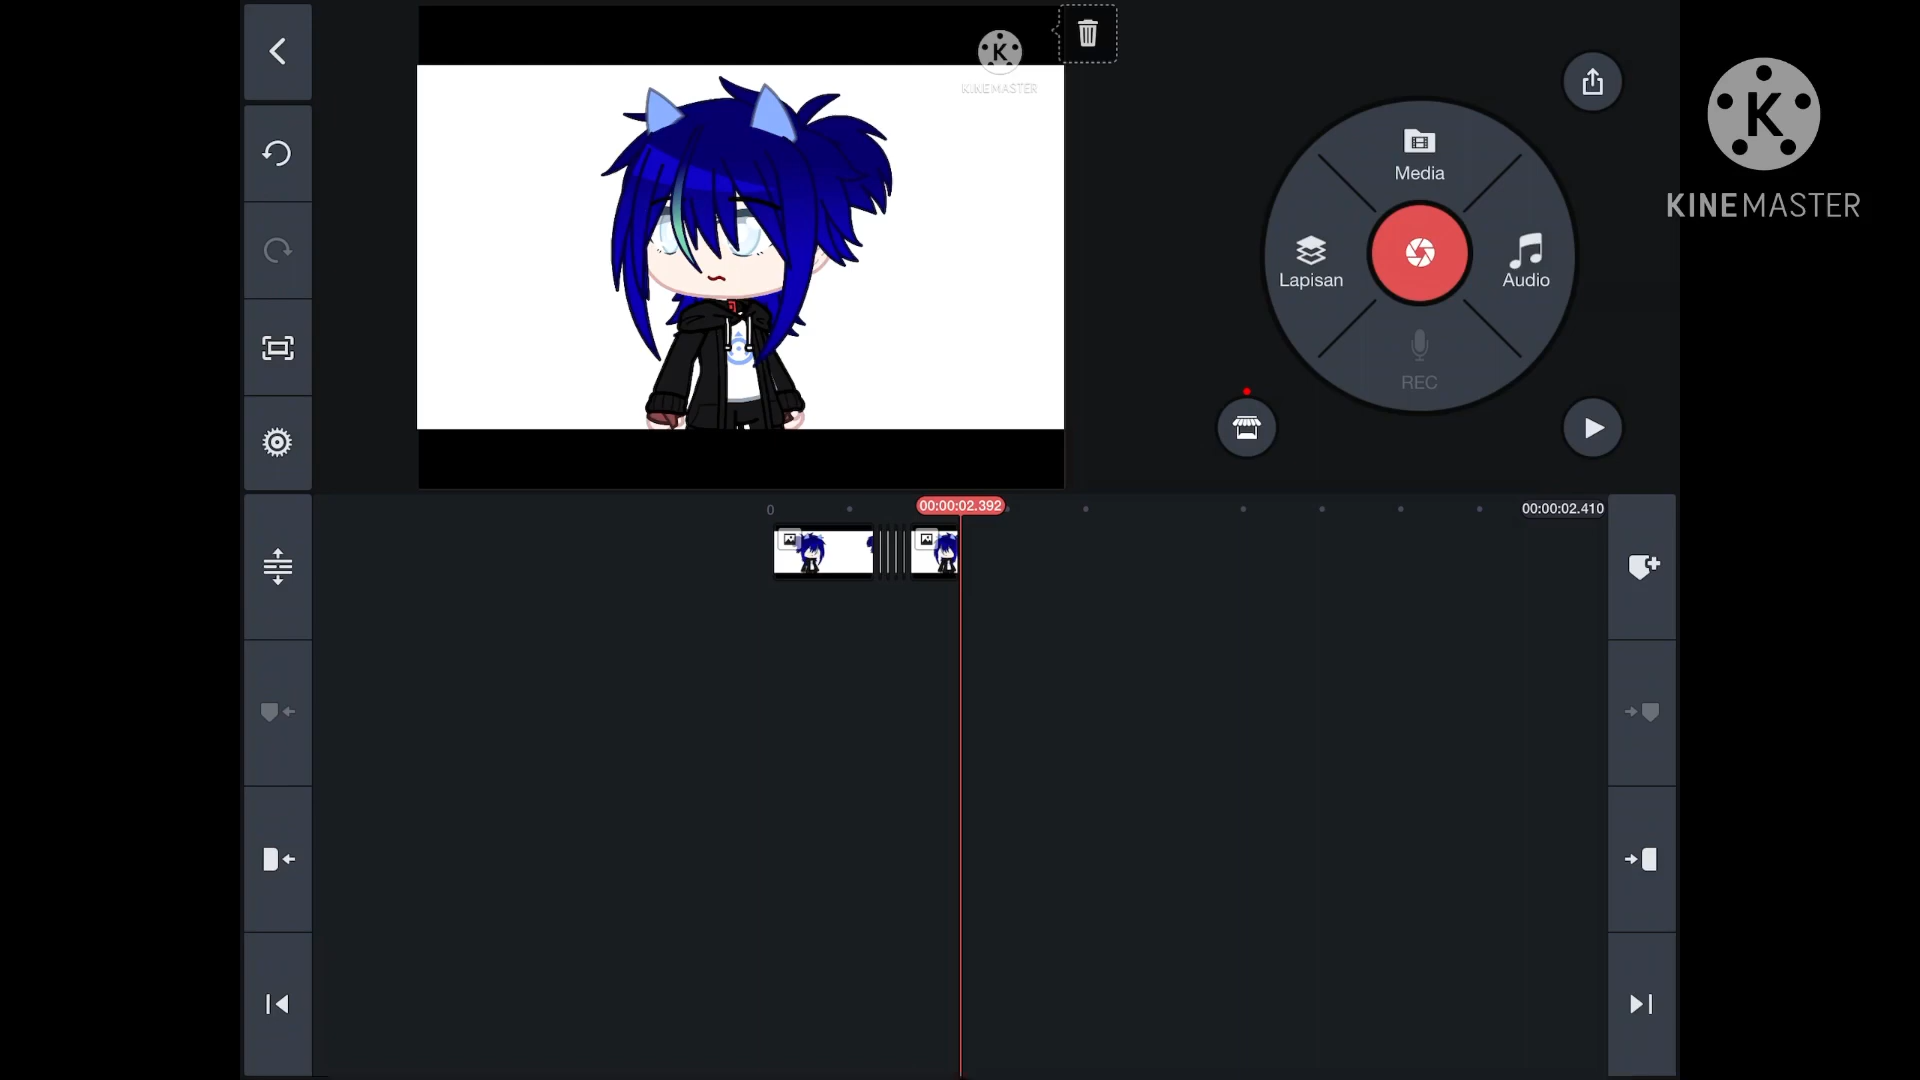 K
KINEMASTER
Media
K
KINEMASTER
Lapisan
Audio
REC
0
00:00:02.392
00:00:02.410